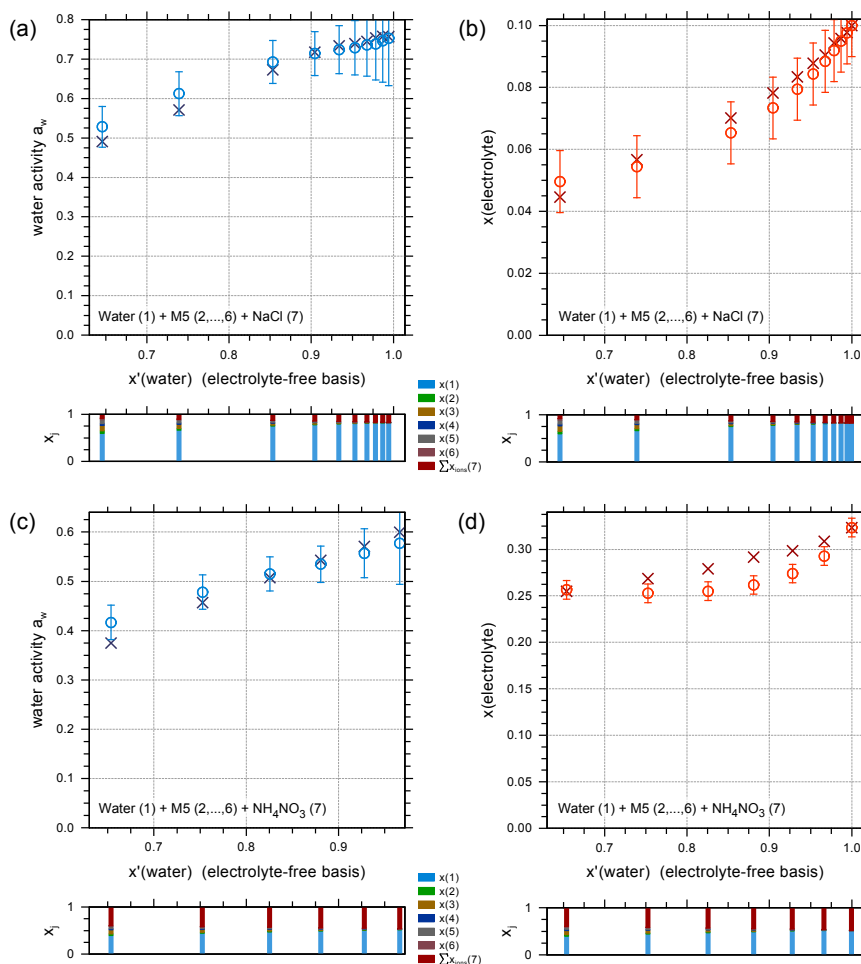 (a)
0.8
0.7
0.6
0.5
0.4
0.3
0.2
0.1
0.0
water activity a_w
Water (1) + M5 (2,...,6) + NaCl (7)
0.7 0.8 0.9 1.0
x'(water) (electrolyte-free basis)
1
0
x_j
(b)
0.10
0.08
0.06
0.04
0.02
0.00
x(electrolyte)
Water (1) + M5 (2,...,6) + NaCl (7)
0.7 0.8 0.9 1.0
x'(water) (electrolyte-free basis)
1
0
x_j
x(1)
x(2)
x(3)
x(4)
x(5)
x(6)
∑x_ions(7)
(c)
0.6
0.5
0.4
0.3
0.2
0.1
0.0
water activity a_w
Water (1) + M5 (2,...,6) + NH₄NO₃ (7)
0.7 0.8 0.9
x'(water) (electrolyte-free basis)
1
0
x_j
(d)
0.30
0.25
0.20
0.15
0.10
0.05
0.00
x(electrolyte)
Water (1) + M5 (2,...,6) + NH₄NO₃ (7)
0.7 0.8 0.9 1.0
x'(water) (electrolyte-free basis)
1
0
x_j
x(1)
x(2)
x(3)
x(4)
x(5)
x(6)
∑x_ions(7)